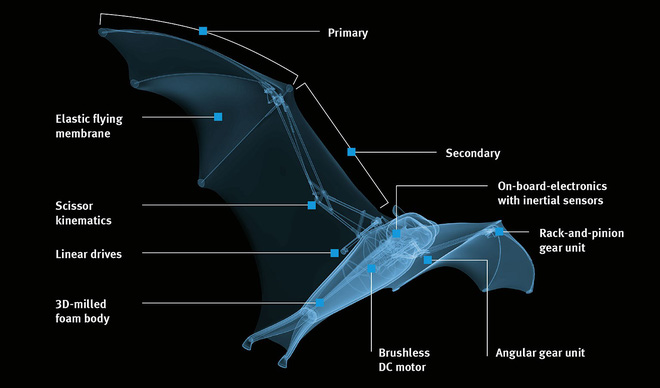 Primary
Elastic flying
membrane
Secondary
On-board-electronics
with inertial sensors
Scissor
kinematics
Rack-and-pinion
gear unit
Linear drives
3D-milled
foam body
Brushless
DC motor
Angular gear unit